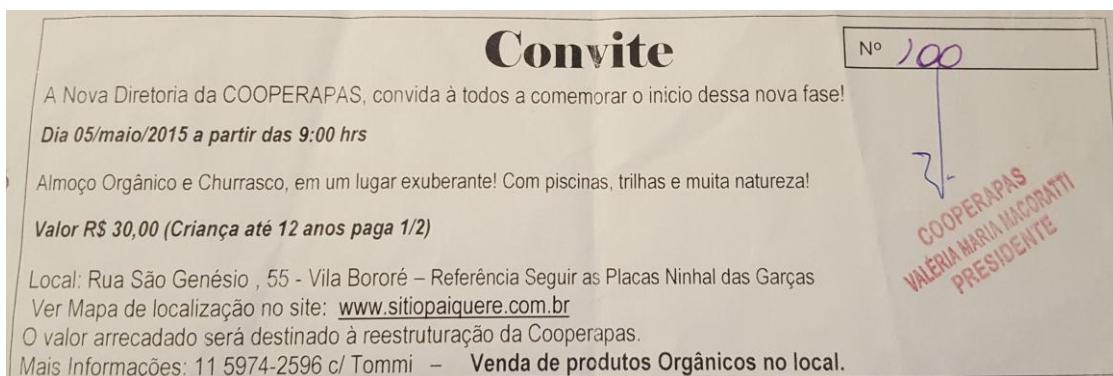 Convite
Nº 100
A Nova Diretoria da COOPERAPAS, convida à todos a comemorar o inicio dessa nova fase!
Dia 05/maio/2015 a partir das 9:00 hrs
Almoço Orgânico e Churrasco, em um lugar exuberante! Com piscinas, trilhas e muita natureza!
Valor R$ 30,00 (Criança até 12 anos paga 1/2)
COOPERAPAS
VALÉRIA MARIA MACORATTI
PRESIDENTE
Local: Rua São Genésio , 55 - Vila Bororé – Referência Seguir as Placas Ninhal das Garças
Ver Mapa de localização no site: www.sitiopaiquere.com.br
O valor arrecadado será destinado à reestruturação da Cooperapas.
Mais Informações: 11 5974-2596 c/ Tommi – Venda de produtos Orgânicos no local.